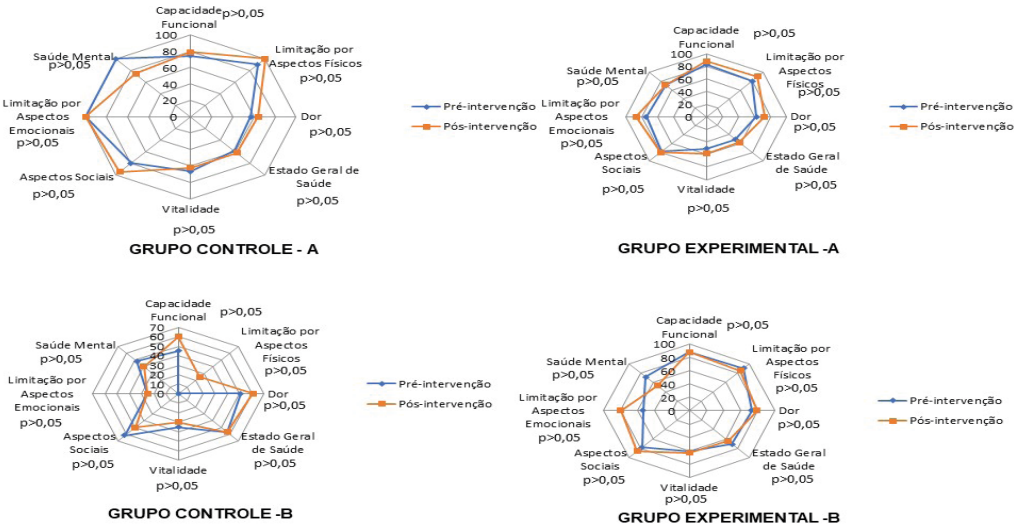 Capacidade
Funcional
p>0,05
100
80
60
40
20
0
Limitação por
Aspectos Físicos
p>0,05
Dor
p>0,05
Estado Geral de
Saúde
p>0,05
Vitalidade
p>0,05
Aspectos Sociais
p>0,05
Limitação por
Aspectos
Emocionais
p>0,05
Saúde Mental
p>0,05
Pré-intervenção
Pós-intervenção
GRUPO CONTROLE - A
Capacidade
Funcional
p>0,05
100
80
60
40
20
0
Limitação por
Aspectos
Físicos
p>0,05
Dor
p>0,05
Estado Geral
de Saúde
p>0,05
Vitalidade
p>0,05
Aspectos
Sociais
p>0,05
Limitação por
Aspectos
Emocionais
p>0,05
Saúde Mental
p>0,05
Pré-intervenção
Pós-intervenção
GRUPO EXPERIMENTAL -A
Capacidade
Funcional
p>0,05
70
60
50
40
30
20
10
0
Limitação por
Aspectos
Físicos
p>0,05
Dor
p>0,05
Estado Geral
de Saúde
p>0,05
Vitalidade
p>0,05
Aspectos
Sociais
p>0,05
Limitação por
Aspectos
Emocionais
p>0,05
Saúde Mental
p>0,05
Pré-intervenção
Pós-intervenção
GRUPO CONTROLE -B
Capacidade
Funcional
p>0,05
100
80
60
40
20
0
Limitação por
Aspectos
Físicos
p>0,05
Dor
p>0,05
Estado Geral
de Saúde
p>0,05
Vitalidade
p>0,05
Aspectos
Sociais
p>0,05
Limitação por
Aspectos
Emocionais
p>0,05
Saúde Mental
p>0,05
Pré-intervenção
Pós-intervenção
GRUPO EXPERIMENTAL -B